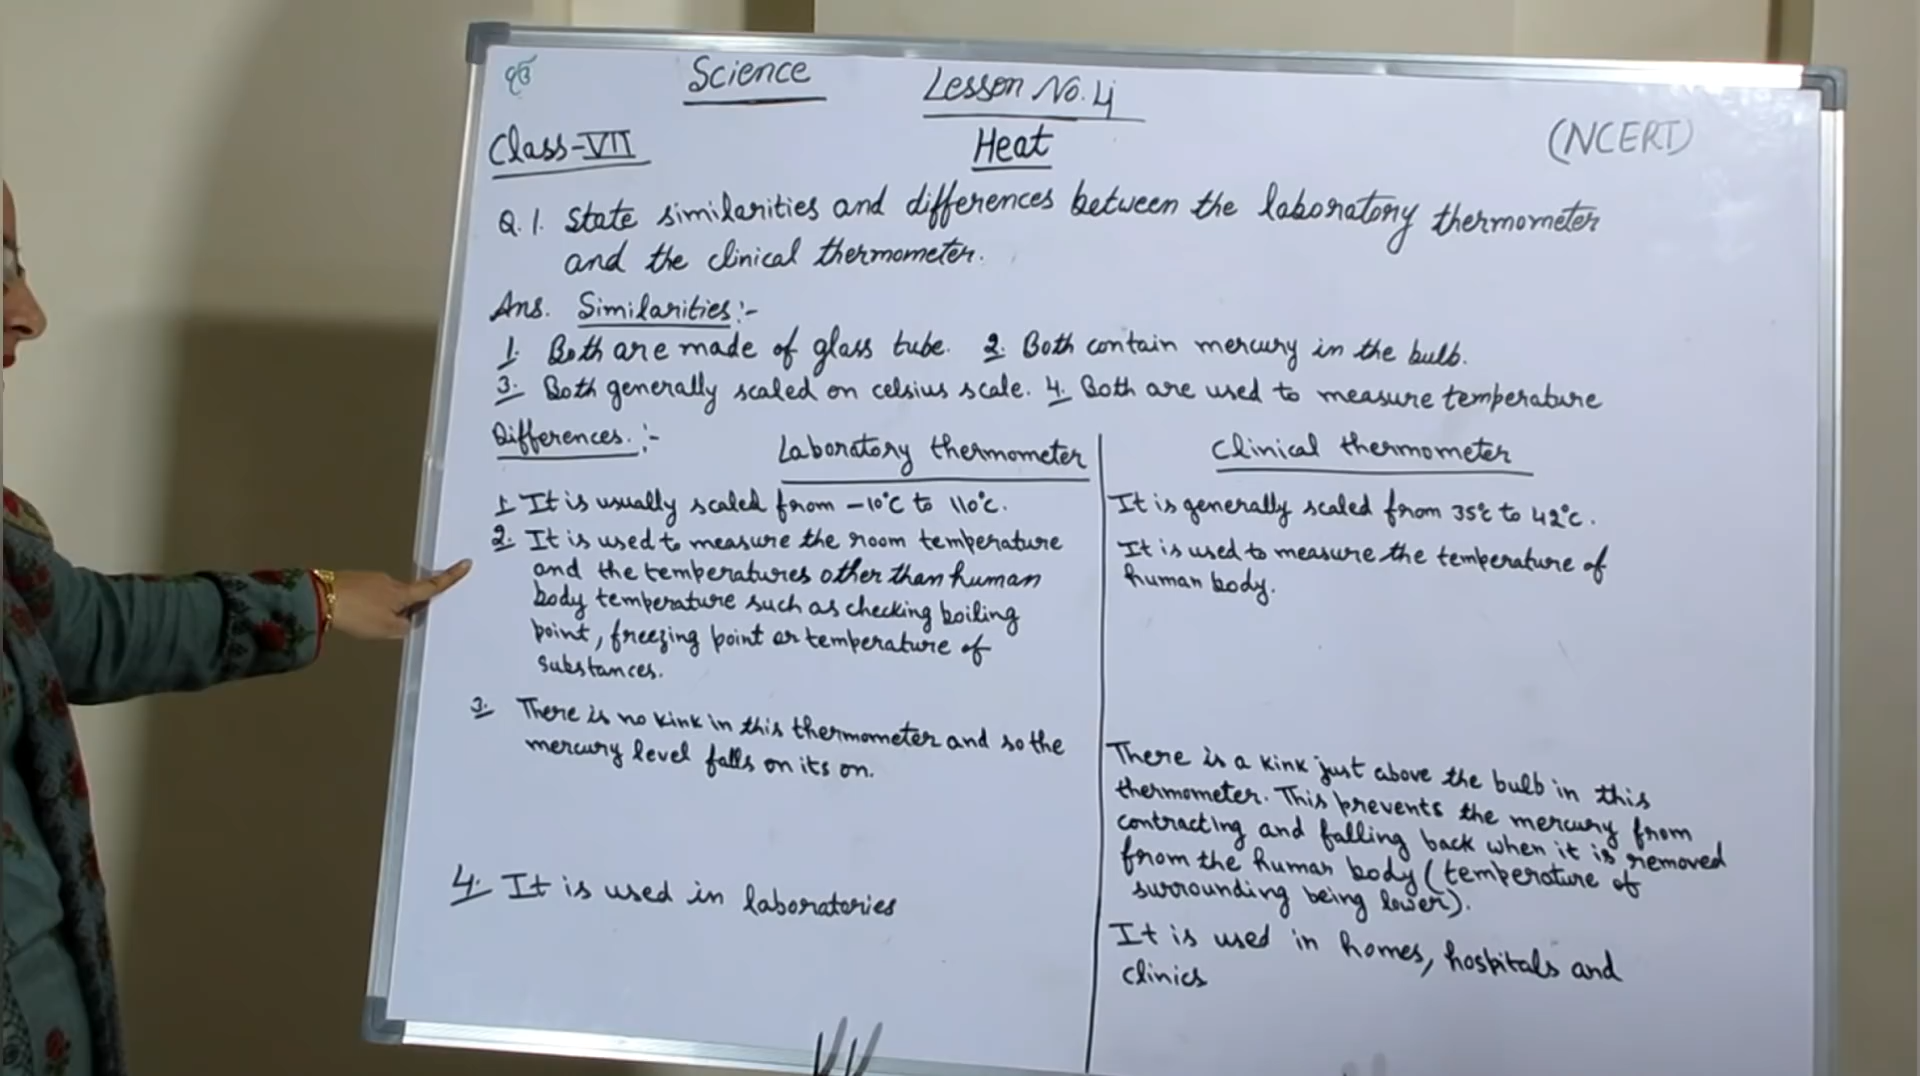 ੴ
Science Lesson No. 4
Class-VII Heat (NCERT)
Q. 1. State similarities and differences between the laboratory thermometer
and the clinical thermometer.
Ans. Similarities:-
1. Both are made of glass tube. 2. Both contain mercury in the bulb.
3. Both generally scaled on celsius scale. 4. Both are used to measure temperature
Differences.:-
Laboratory thermometer
1. It is usually scaled from -10°C to 110°C.
2. It is used to measure the room temperature
and the temperatures other than human
body temperature such as checking boiling
point, freezing point or temperature of
substances.
3. There is no kink in this thermometer and so the
mercury level falls on its on.
4. It is used in laboratories
Clinical thermometer
It is generally scaled from 35°C to 42°C.
It is used to measure the temperature of
human body.
There is a kink just above the bulb in this
thermometer. This prevents the mercury from
contracting and falling back when it is removed
from the human body (temperature of
surrounding being lower).
It is used in homes, hospitals and
clinics